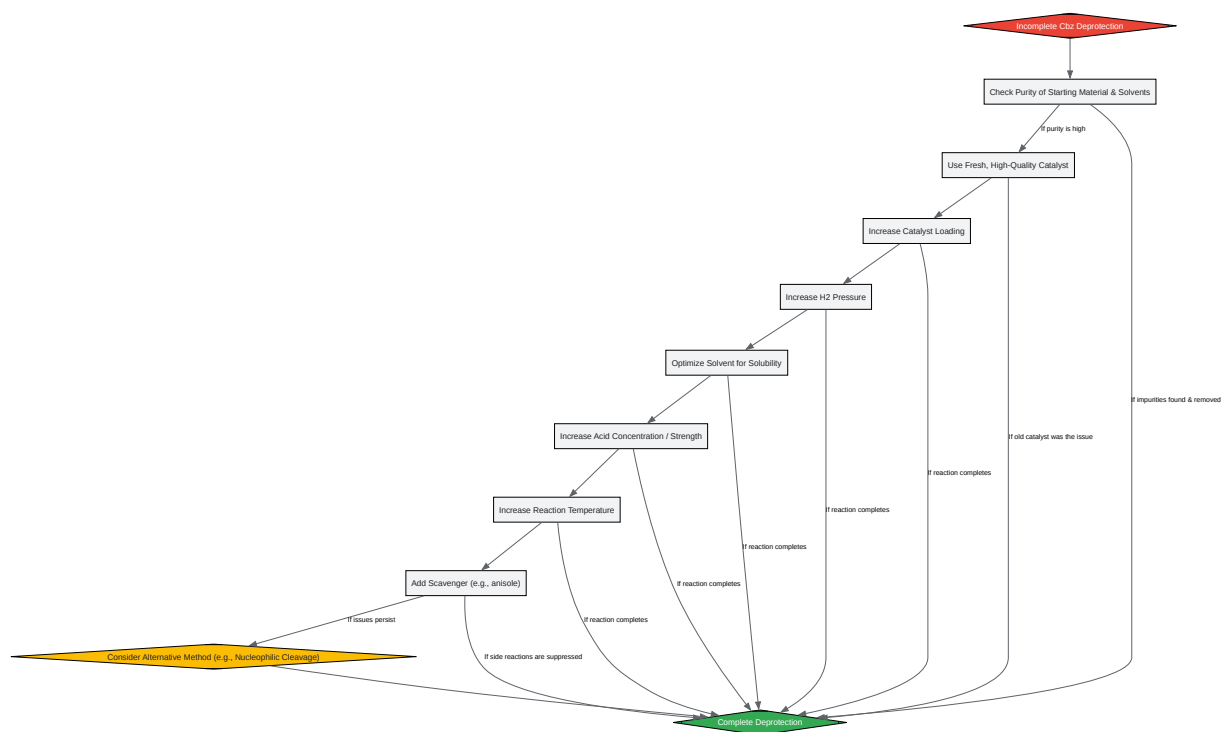 Incomplete Cbz Deprotection
Check Purity of Starting Material & Solvents
If purity is high
Use Fresh, High-Quality Catalyst
Increase Catalyst Loading
Increase H2 Pressure
Optimize Solvent for Solubility
If impurities found & removed
Increase Acid Concentration / Strength
If old catalyst was the issue
If reaction completes
Increase Reaction Temperature
If reaction completes
If reaction completes
Add Scavenger (e.g., anisole)
If reaction completes
If issues persist
If reaction completes
Consider Alternative Method (e.g., Nucleophilic Cleavage)
If side reactions are suppressed
Complete Deprotection